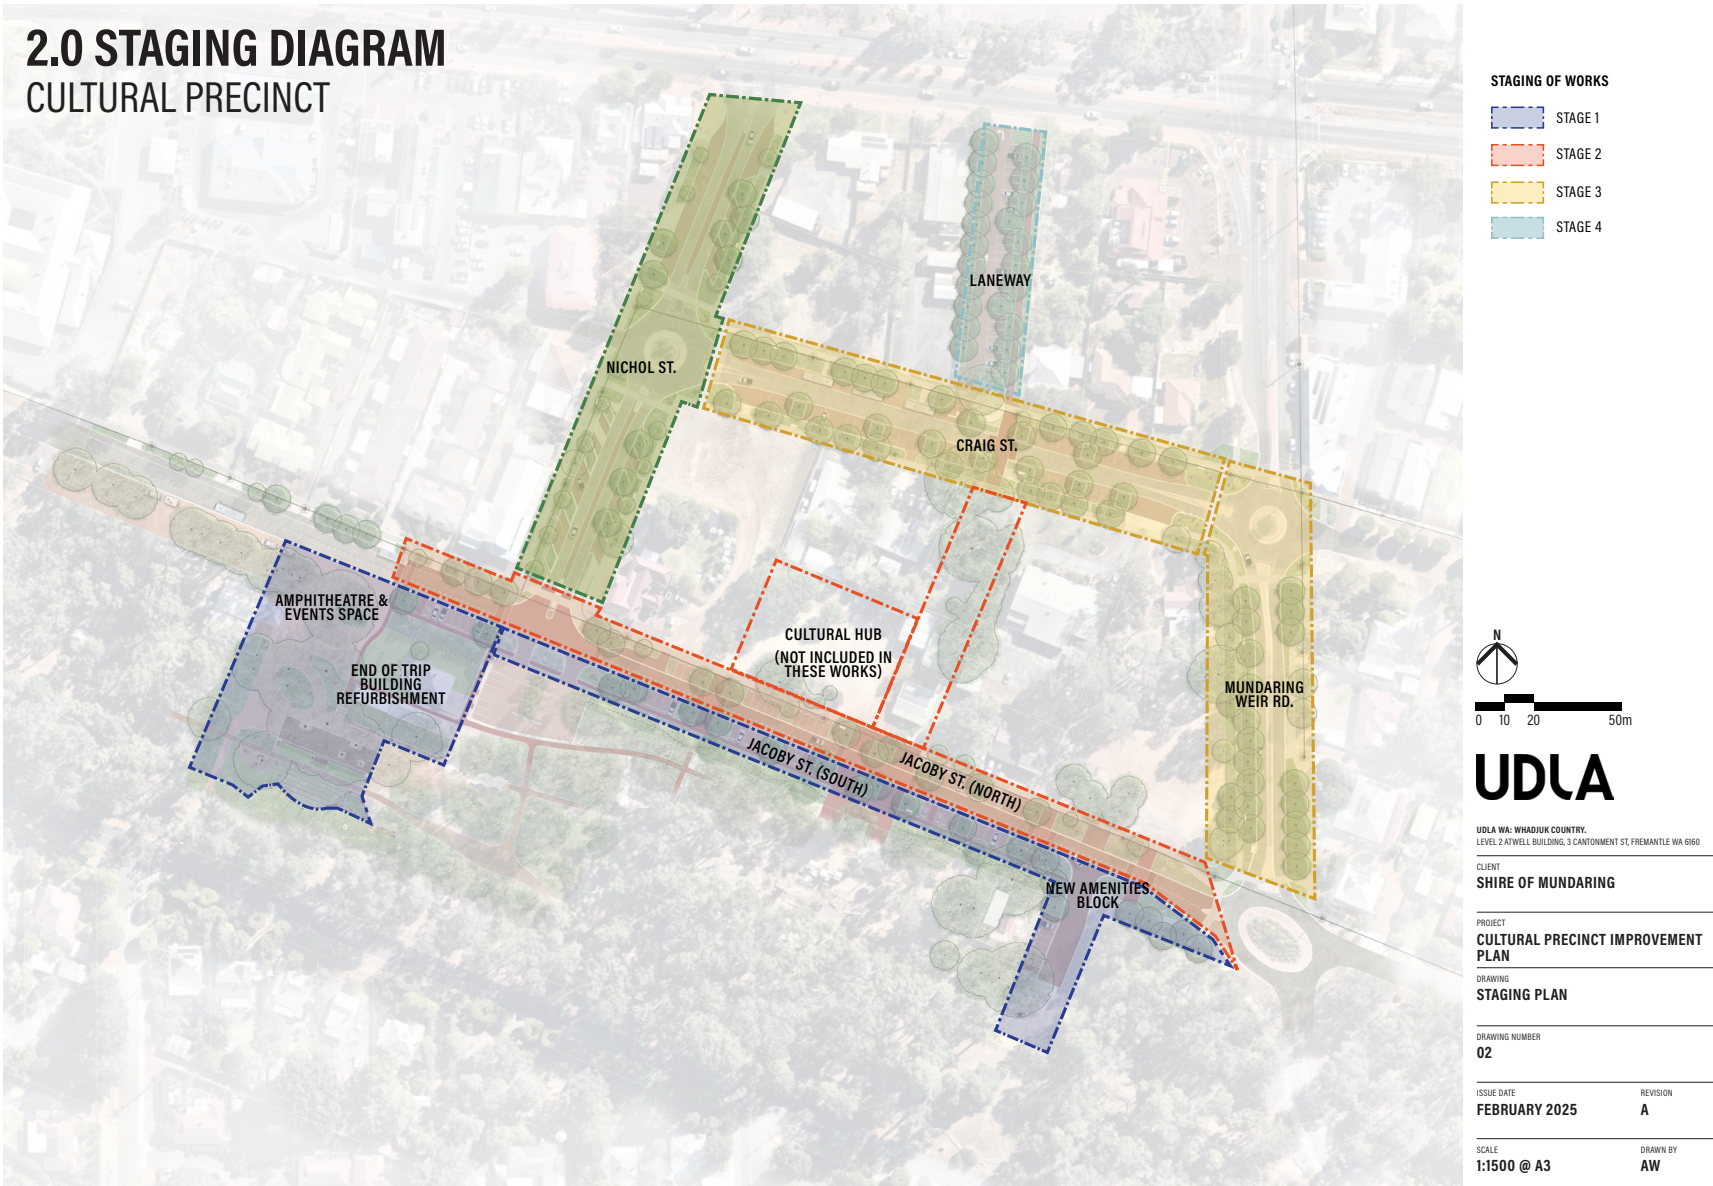 2.0 STAGING DIAGRAM
CULTURAL PRECINCT
NICHOL ST.
LANEWAY
CRAIG ST.
AMPHITHEATRE &
EVENTS SPACE
END OF TRIP
BUILDING
REFURBISHMENT
CULTURAL HUB
(NOT INCLUDED IN
THESE WORKS)
MUNDARING
WEIR RD.
JACOBY ST. (SOUTH)
JACOBY ST. (NORTH)
NEW AMENITIES
BLOCK
STAGING OF WORKS
STAGE 1
STAGE 2
STAGE 3
STAGE 4
N
0 10 20 50m
UDLA
UDLA WA: WHADJUK COUNTRY.
LEVEL 2 ATWELL BUILDING, 3 CANTONMENT ST, FREMANTLE WA 6160
CLIENT
SHIRE OF MUNDARING
PROJECT
CULTURAL PRECINCT IMPROVEMENT
PLAN
DRAWING
STAGING PLAN
DRAWING NUMBER
02
ISSUE DATE REVISION
FEBRUARY 2025 A
SCALE DRAWN BY
1:1500 @ A3 AW